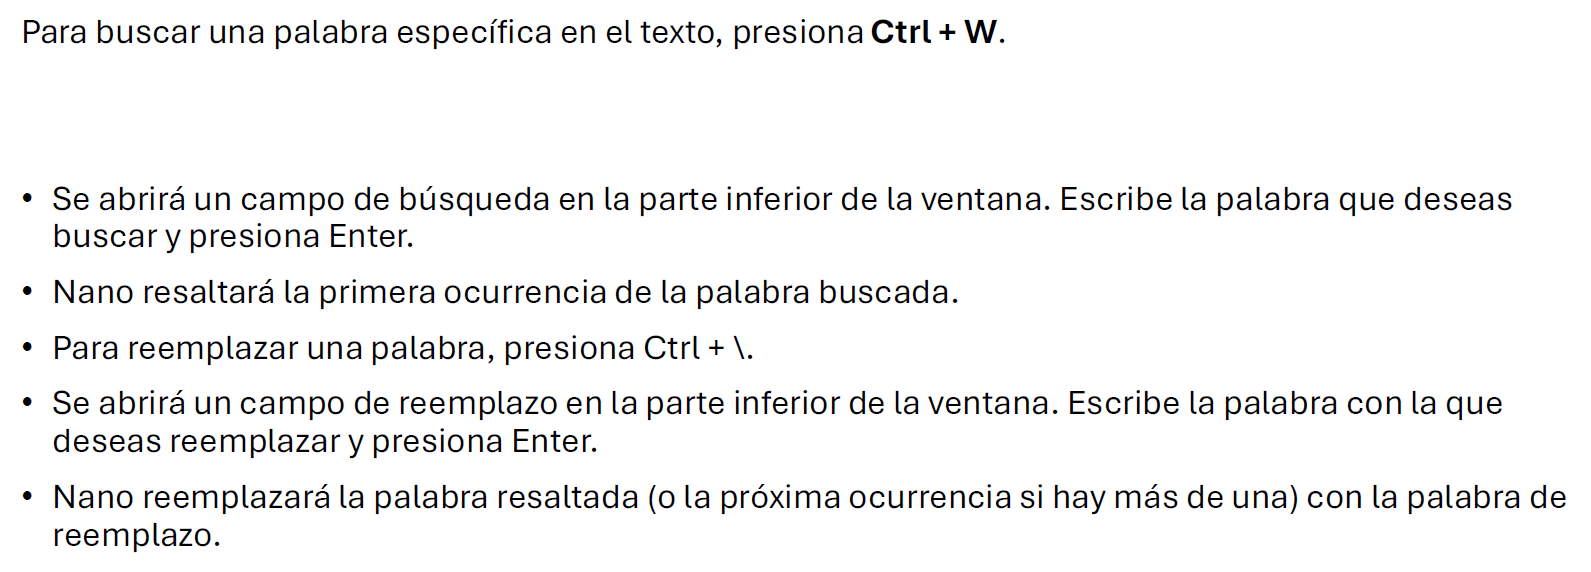 Para buscar una palabra específica en el texto, presiona Ctrl + W.
• Se abrirá un campo de búsqueda en la parte inferior de la ventana. Escribe la palabra que deseas
buscar y presiona Enter.
• Nano resaltará la primera ocurrencia de la palabra buscada.
• Para reemplazar una palabra, presiona Ctrl + \.
• Se abrirá un campo de reemplazo en la parte inferior de la ventana. Escribe la palabra con la que
deseas reemplazar y presiona Enter.
• Nano reemplazará la palabra resaltada (o la próxima ocurrencia si hay más de una) con la palabra de
reemplazo.